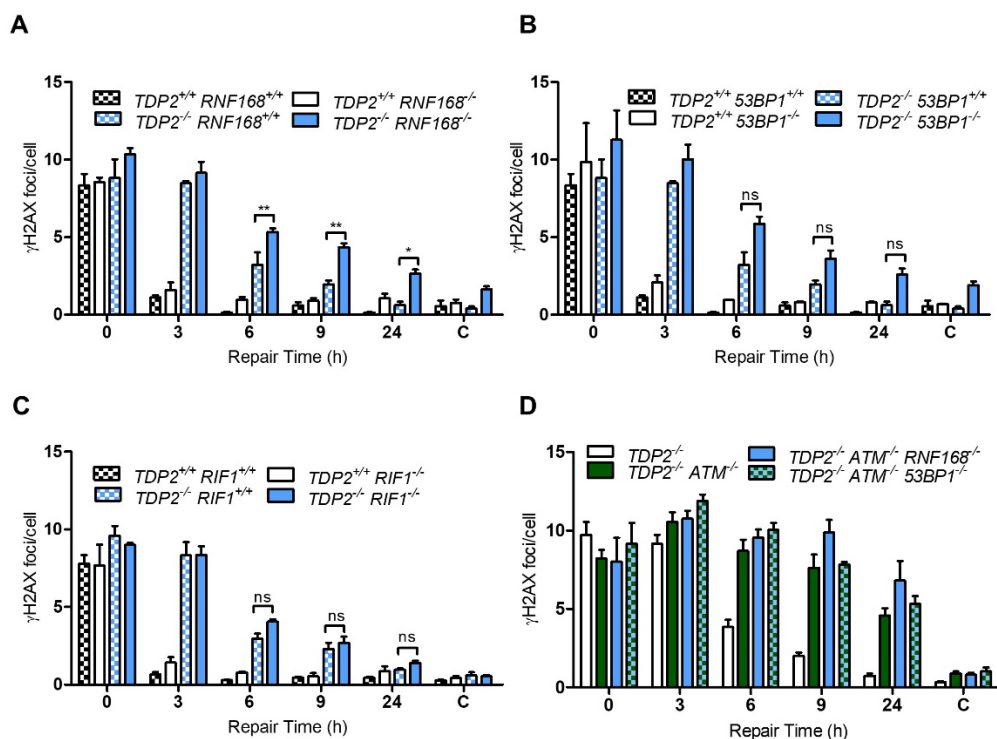 A
15
10
5
0
γH2AX foci/cell
TDP2+/+ RNF168+/+
TDP2+/+ RNF168-/-
TDP2-/- RNF168+/+
TDP2-/- RNF168-/-
**
**
*
0 3 6 9 24 C
Repair Time (h)
B
15
10
5
0
γH2AX foci/cell
TDP2+/+ 53BP1+/+
TDP2-/- 53BP1+/+
TDP2+/+ 53BP1-/-
TDP2-/- 53BP1-/-
ns
ns
ns
0 3 6 9 24 C
Repair Time (h)
C
15
10
5
0
γH2AX foci/cell
TDP2+/+ RIF1+/+
TDP2+/+ RIF1-/-
TDP2-/- RIF1+/+
TDP2-/- RIF1-/-
ns
ns
ns
0 3 6 9 24 C
Repair Time (h)
D
15
10
5
0
γH2AX foci/cell
TDP2-/-
TDP2-/- ATM-/- RNF168-/-
TDP2-/- ATM-/-
TDP2-/- ATM-/- 53BP1-/-
0 3 6 9 24 C
Repair Time (h)